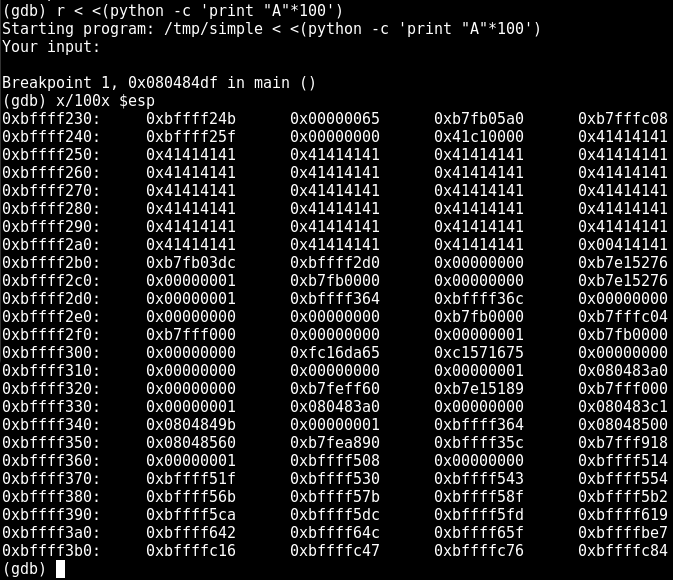 (gdb) r < <(python -c 'print "A"*100')
Starting program: /tmp/simple < <(python -c 'print "A"*100')
Your input:
Breakpoint 1, 0x080484df in main ()
(gdb) x/100x $esp
0xbffff230: 0xbffff24b 0x00000065 0xb7fb05a0 0xb7fffc08
0xbffff240: 0xbffff25f 0x00000000 0x41c10000 0x41414141
0xbffff250: 0x41414141 0x41414141 0x41414141 0x41414141
0xbffff260: 0x41414141 0x41414141 0x41414141 0x41414141
0xbffff270: 0x41414141 0x41414141 0x41414141 0x41414141
0xbffff280: 0x41414141 0x41414141 0x41414141 0x41414141
0xbffff290: 0x41414141 0x41414141 0x41414141 0x41414141
0xbffff2a0: 0x41414141 0x41414141 0x41414141 0x00414141
0xbffff2b0: 0xb7fb03dc 0xbffff2d0 0x00000000 0xb7e15276
0xbffff2c0: 0x00000001 0xb7fb0000 0x00000000 0xb7e15276
0xbffff2d0: 0x00000001 0xbffff364 0xbffff36c 0x00000000
0xbffff2e0: 0x00000000 0x00000000 0xb7fb0000 0xb7fffc04
0xbffff2f0: 0xb7fff000 0x00000000 0x00000001 0xb7fb0000
0xbffff300: 0x00000000 0xfc16da65 0xc1571675 0x00000000
0xbffff310: 0x00000000 0x00000000 0x00000001 0x080483a0
0xbffff320: 0x00000000 0xb7feff60 0xb7e15189 0xb7fff000
0xbffff330: 0x00000001 0x080483a0 0x00000000 0x080483c1
0xbffff340: 0x0804849b 0x00000001 0xbffff364 0x08048500
0xbffff350: 0x08048560 0xb7fea890 0xbffff35c 0xb7fff918
0xbffff360: 0x00000001 0xbffff508 0x00000000 0xbffff514
0xbffff370: 0xbffff51f 0xbffff530 0xbffff543 0xbffff554
0xbffff380: 0xbffff56b 0xbffff57b 0xbffff58f 0xbffff5b2
0xbffff390: 0xbffff5ca 0xbffff5dc 0xbffff5fd 0xbffff619
0xbffff3a0: 0xbffff642 0xbffff64c 0xbffff65f 0xbffffbe7
0xbffff3b0: 0xbffffc16 0xbffffc47 0xbffffc76 0xbffffc84
(gdb)